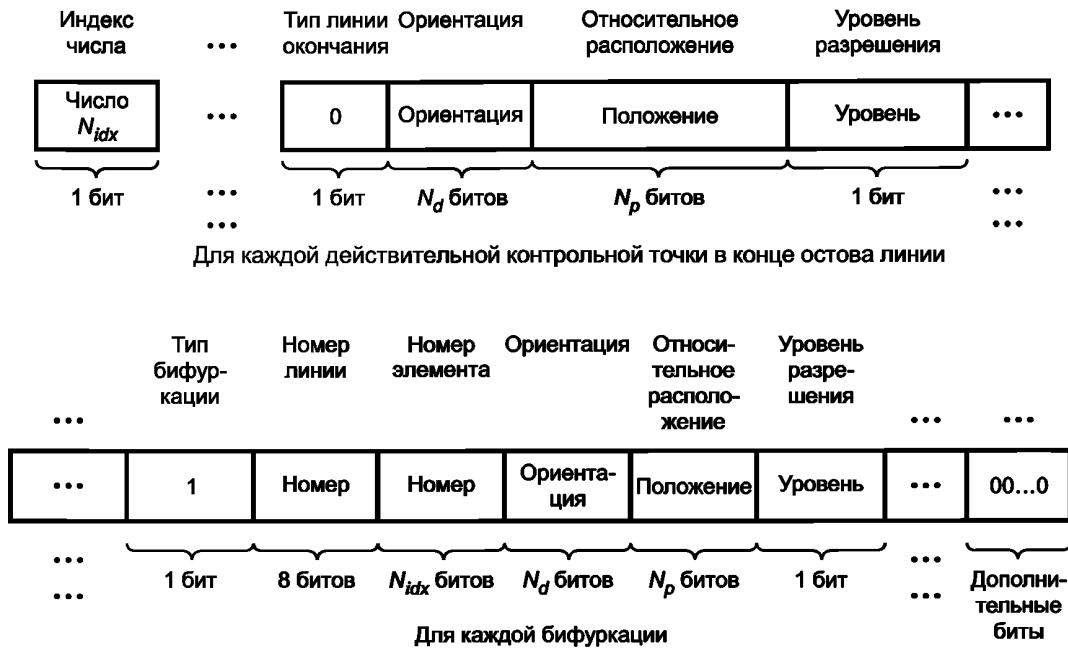 Индекс числа ••• Тип линии окончания Ориентация Относительное расположение Уровень разрешения
Число N_idx ••• 0 Ориентация Положение Уровень •••
1 бит ••• 1 бит N_d битов N_p битов 1 бит •••
••• •••
Для каждой действительной контрольной точки в конце остова линии
Тип бифур-кации Номер линии Номер элемента Ориентация Относи-тельное располо-жение Уровень разре-шения
••• ••• •••
••• 1 Номер Номер Ориента-ция Положение Уровень ••• 00...0
••• 1 бит 8 битов N_idx битов N_d битов N_p битов 1 бит ••• Дополни-тельные биты
••• •••
Для каждой бифуркации